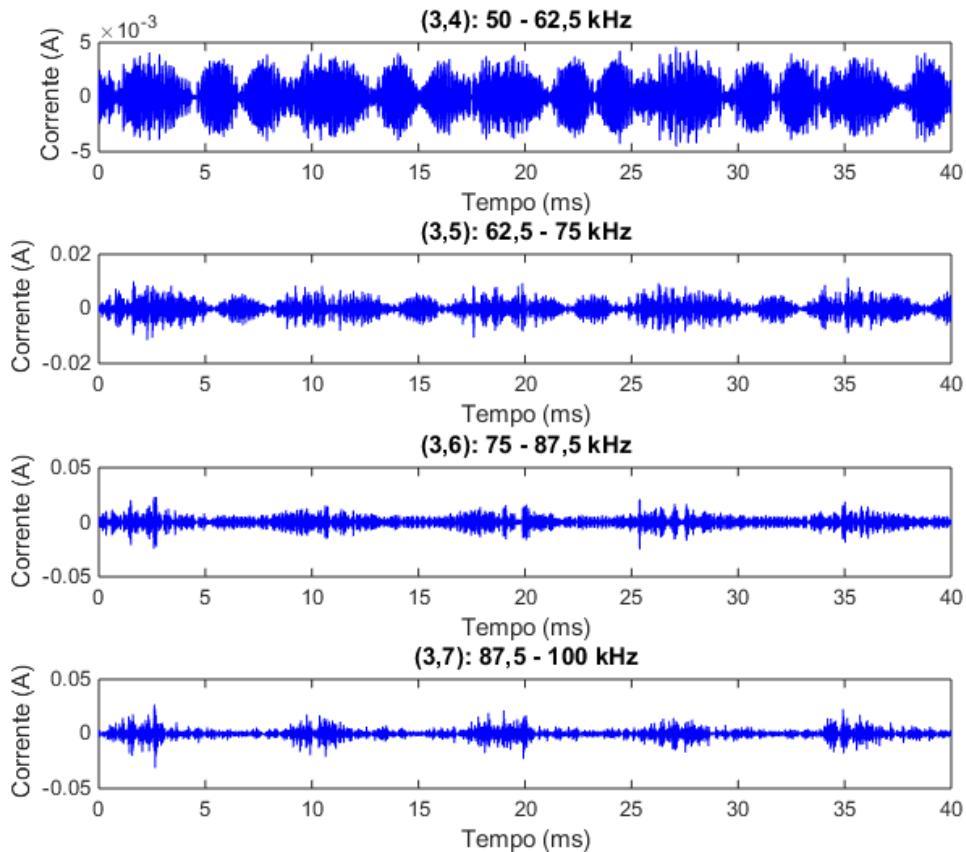 (3,4): 50 - 62,5 kHz
×10⁻³
5
0
-5
Corrente (A)
0 5 10 15 20 25 30 35 40
Tempo (ms)
(3,5): 62,5 - 75 kHz
0.02
0
-0.02
Corrente (A)
0 5 10 15 20 25 30 35 40
Tempo (ms)
(3,6): 75 - 87,5 kHz
0.05
0
-0.05
Corrente (A)
0 5 10 15 20 25 30 35 40
Tempo (ms)
(3,7): 87,5 - 100 kHz
0.05
0
-0.05
Corrente (A)
0 5 10 15 20 25 30 35 40
Tempo (ms)